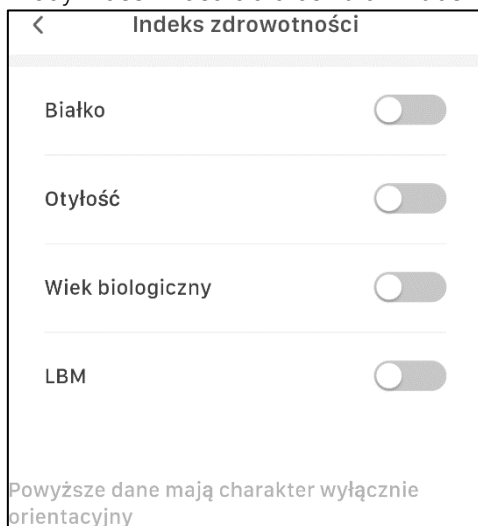 Indeks zdrowotności
Białko
Otyłość
Wiek biologiczny
LBM
Powyższe dane mają charakter wyłącznie
orientacyjny